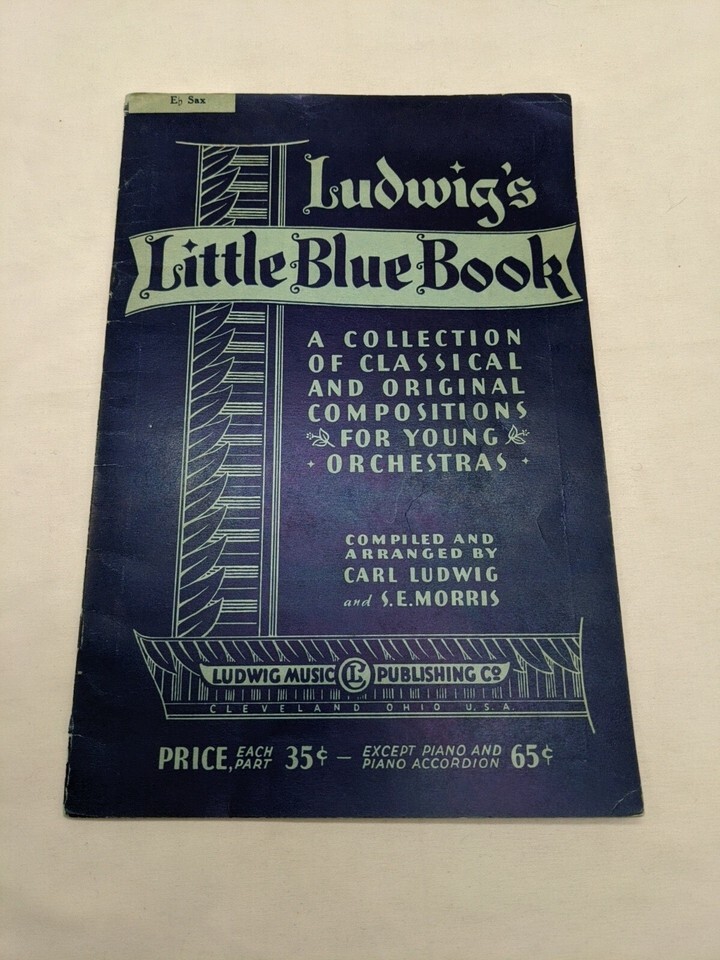 E♭ Sax
Ludwig's
Little Blue Book
A COLLECTION
OF CLASSICAL
AND ORIGINAL
COMPOSITIONS
FOR YOUNG
ORCHESTRAS
COMPILED AND
ARRANGED BY
CARL LUDWIG
and S.E. MORRIS
LUDWIG MUSIC CL PUBLISHING CO
CLEVELAND OHIO U.S.A.
PRICE, EACH PART 35¢ — EXCEPT PIANO AND PIANO ACCORDION 65¢